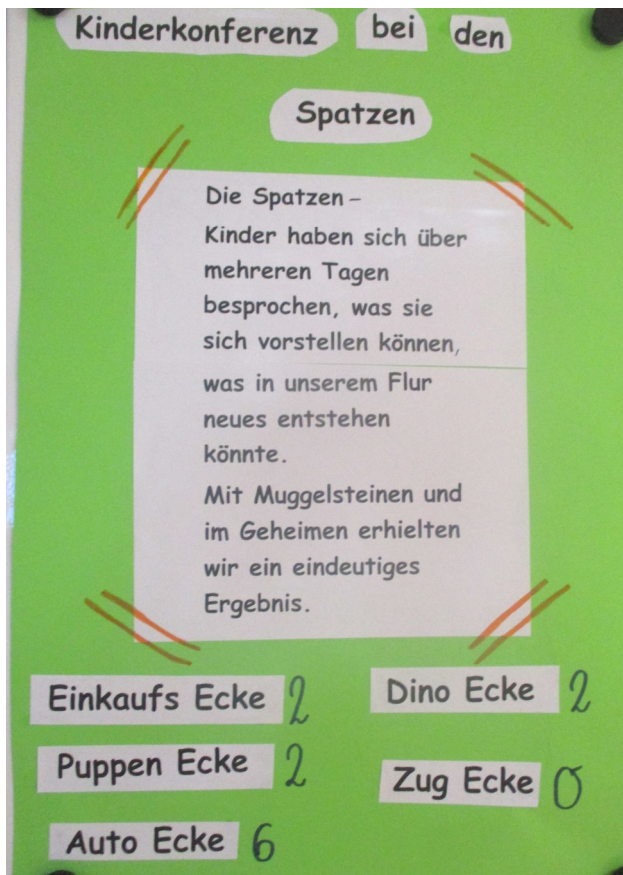 Kinderkonferenz bei den
Spatzen
Die Spatzen –
Kinder haben sich über
mehreren Tagen
besprochen, was sie
sich vorstellen können,
was in unserem Flur
neues entstehen
könnte.
Mit Muggelsteinen und
im Geheimen erhielten
wir ein eindeutiges
Ergebnis.
Einkaufs Ecke 2
Dino Ecke 2
Puppen Ecke 2
Zug Ecke 0
Auto Ecke 6